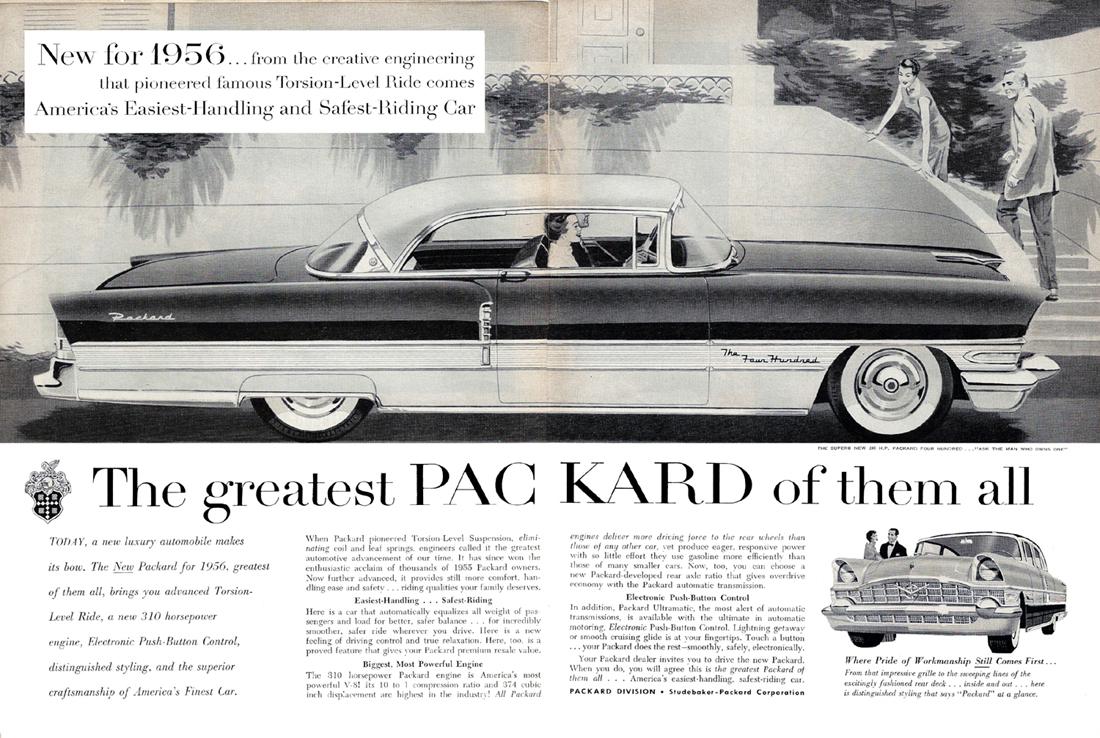 New for 1956...from the creative engineering
that pioneered famous Torsion-Level Ride comes
America's Easiest-Handling and Safest-Riding Car
Packard
The Four Hundred
THE SUPERB NEW H.P. PACKARD FOUR HUNDRED . . . "ASK THE MAN WHO OWNS ONE"
The greatest PACKARD of them all
TODAY, a new luxury automobile makes
its bow. The New Packard for 1956, greatest
of them all, brings you advanced Torsion-
Level Ride, a new 310 horsepower
engine, Electronic Push-Button Control,
distinguished styling, and the superior
craftsmanship of America's Finest Car.
When Packard pioneered Torsion-Level Suspension, elimi-
nating coil and leaf springs, engineers called it the greatest
automotive advancement of our time. It has since won the
enthusiastic acclaim of thousands of 1955 Packard owners.
Now further advanced, it provides still more comfort, han-
dling ease and safety . . . riding qualities your family deserves.
Easiest-Handling . . . Safest-Riding
Here is a car that automatically equalizes all weight of pas-
sengers and load for better, safer balance . . . for incredibly
smoother, safer ride wherever you drive. Here is a new
feeling of driving control and true relaxation. Here, too, is a
proved feature that gives your Packard premium resale value.
Biggest, Most Powerful Engine
The 310 horsepower Packard engine is America's most
powerful V-8! its 10 to 1 compression ratio and 374 cubic
inch displacement are highest in the industry! All Packard
engines deliver more driving force to the rear wheels than
those of any other car, yet produce eager, responsive power
with so little effort they use gasoline more efficiently than
those of many smaller cars. Now, too, you can choose a
new Packard-developed rear axle ratio that gives overdrive
economy with the Packard automatic transmission.
Electronic Push-Button Control
In addition, Packard Ultramatic, the most alert of automatic
transmissions, is available with the ultimate in automatic
motoring, Electronic Push-Button Control. Lightning getaway
or smooth cruising glide is at your fingertips. Touch a button
. . . your Packard does the rest—smoothly, safely, electronically.
Your Packard dealer invites you to drive the new Packard.
When you do, you will agree this is the greatest Packard of
them all . . . America's easiest-handling, safest-riding car.
PACKARD DIVISION • Studebaker-Packard Corporation
Where Pride of Workmanship Still Comes First...
From that impressive grille to the sweeping lines of the
excitingly fashioned rear deck . . . inside and out . . . here
is distinguished styling that says "Packard" at a glance.